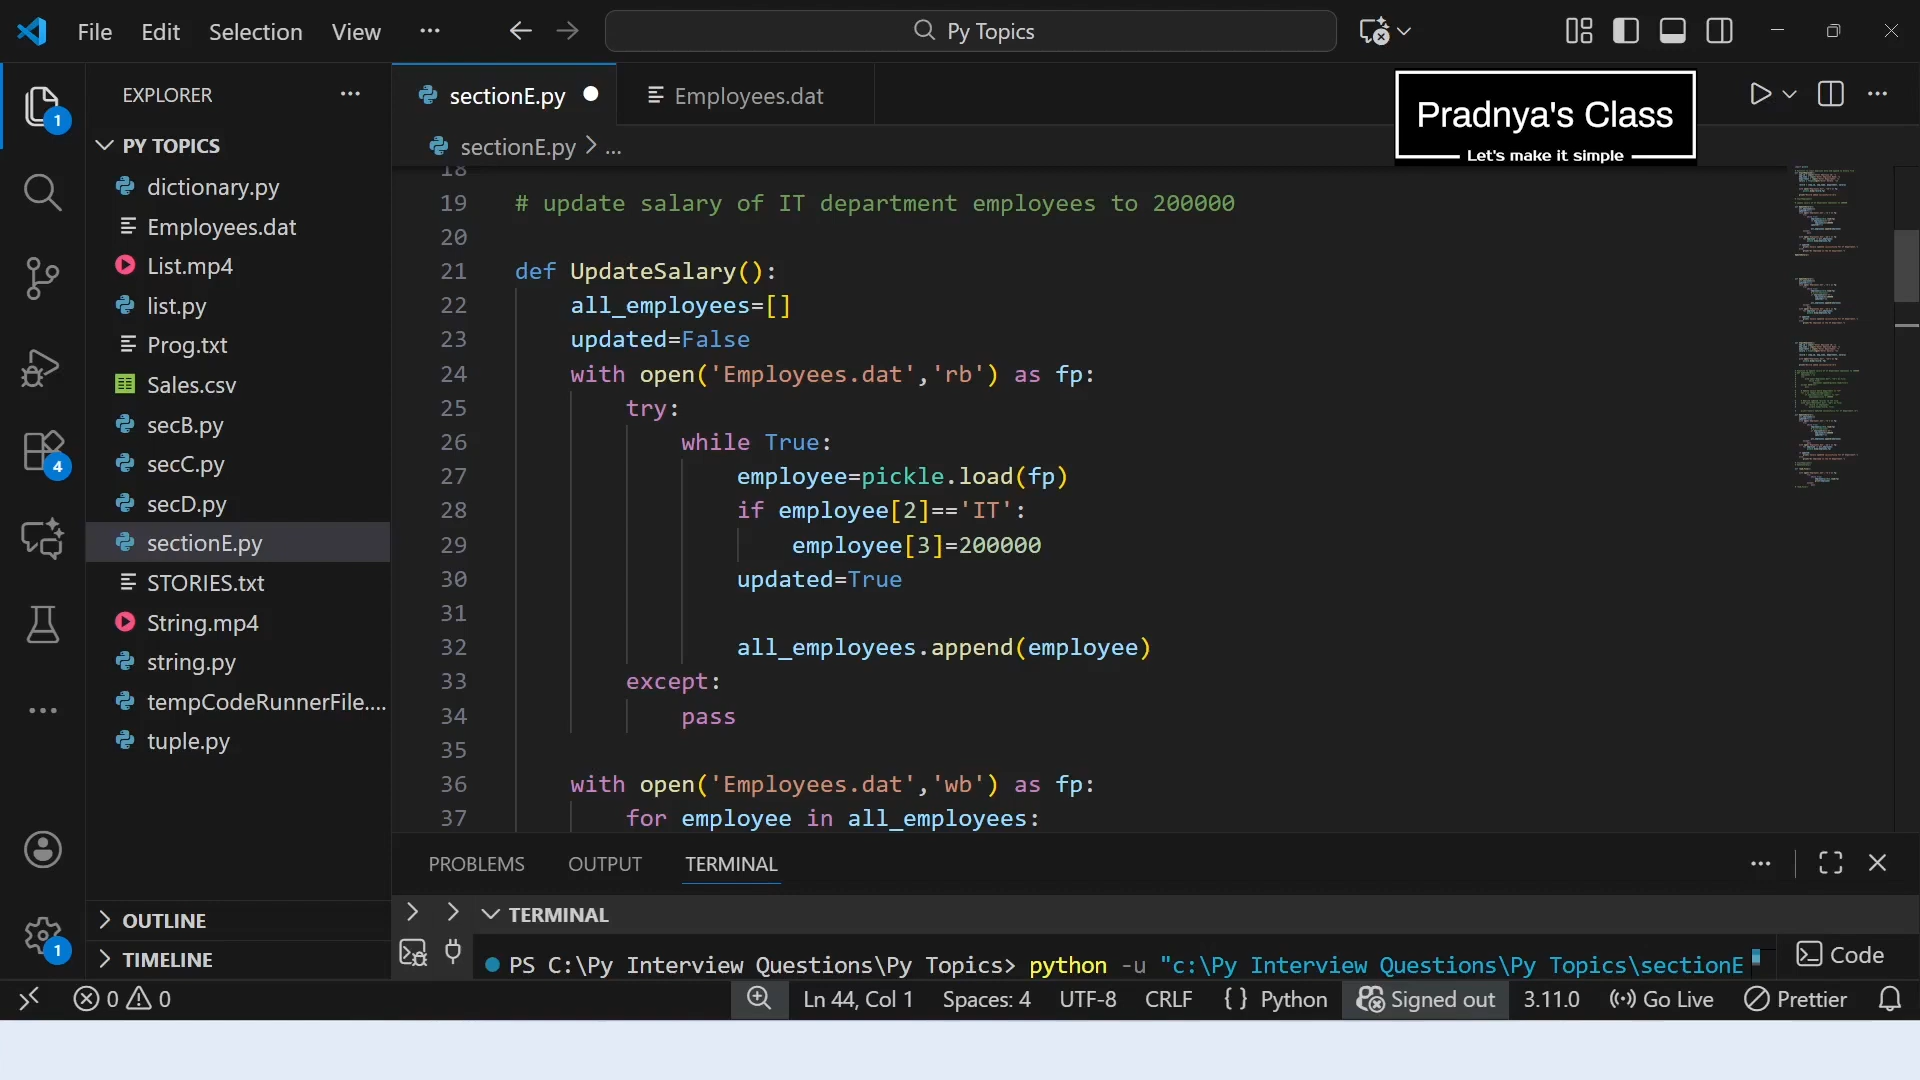 File Edit Selection View
Py Topics
EXPLORER
PY TOPICS
dictionary.py
Employees.dat
List.mp4
list.py
Prog.txt
Sales.csv
secB.py
secC.py
secD.py
sectionE.py
STORIES.txt
String.mp4
string.py
tempCodeRunnerFile....
tuple.py
OUTLINE
TIMELINE
1
4
1
sectionE.py
Employees.dat
Pradnya's Class
Let's make it simple
sectionE.py > ...
18
19 # update salary of IT department employees to 200000
20
21 def UpdateSalary():
22 all_employees=[]
23 updated=False
24 with open('Employees.dat','rb') as fp:
25 try:
26 while True:
27 employee=pickle.load(fp)
28 if employee[2]=='IT':
29 employee[3]=200000
30 updated=True
31
32 all_employees.append(employee)
33 except:
34 pass
35
36 with open('Employees.dat','wb') as fp:
37 for employee in all_employees:
PROBLEMS OUTPUT TERMINAL
TERMINAL
PS C:\Py Interview Questions\Py Topics> python -u "c:\Py Interview Questions\Py Topics\sectionE
Code
0 0 Ln 44, Col 1 Spaces: 4 UTF-8 CRLF {} Python Signed out 3.11.0 Go Live Prettier